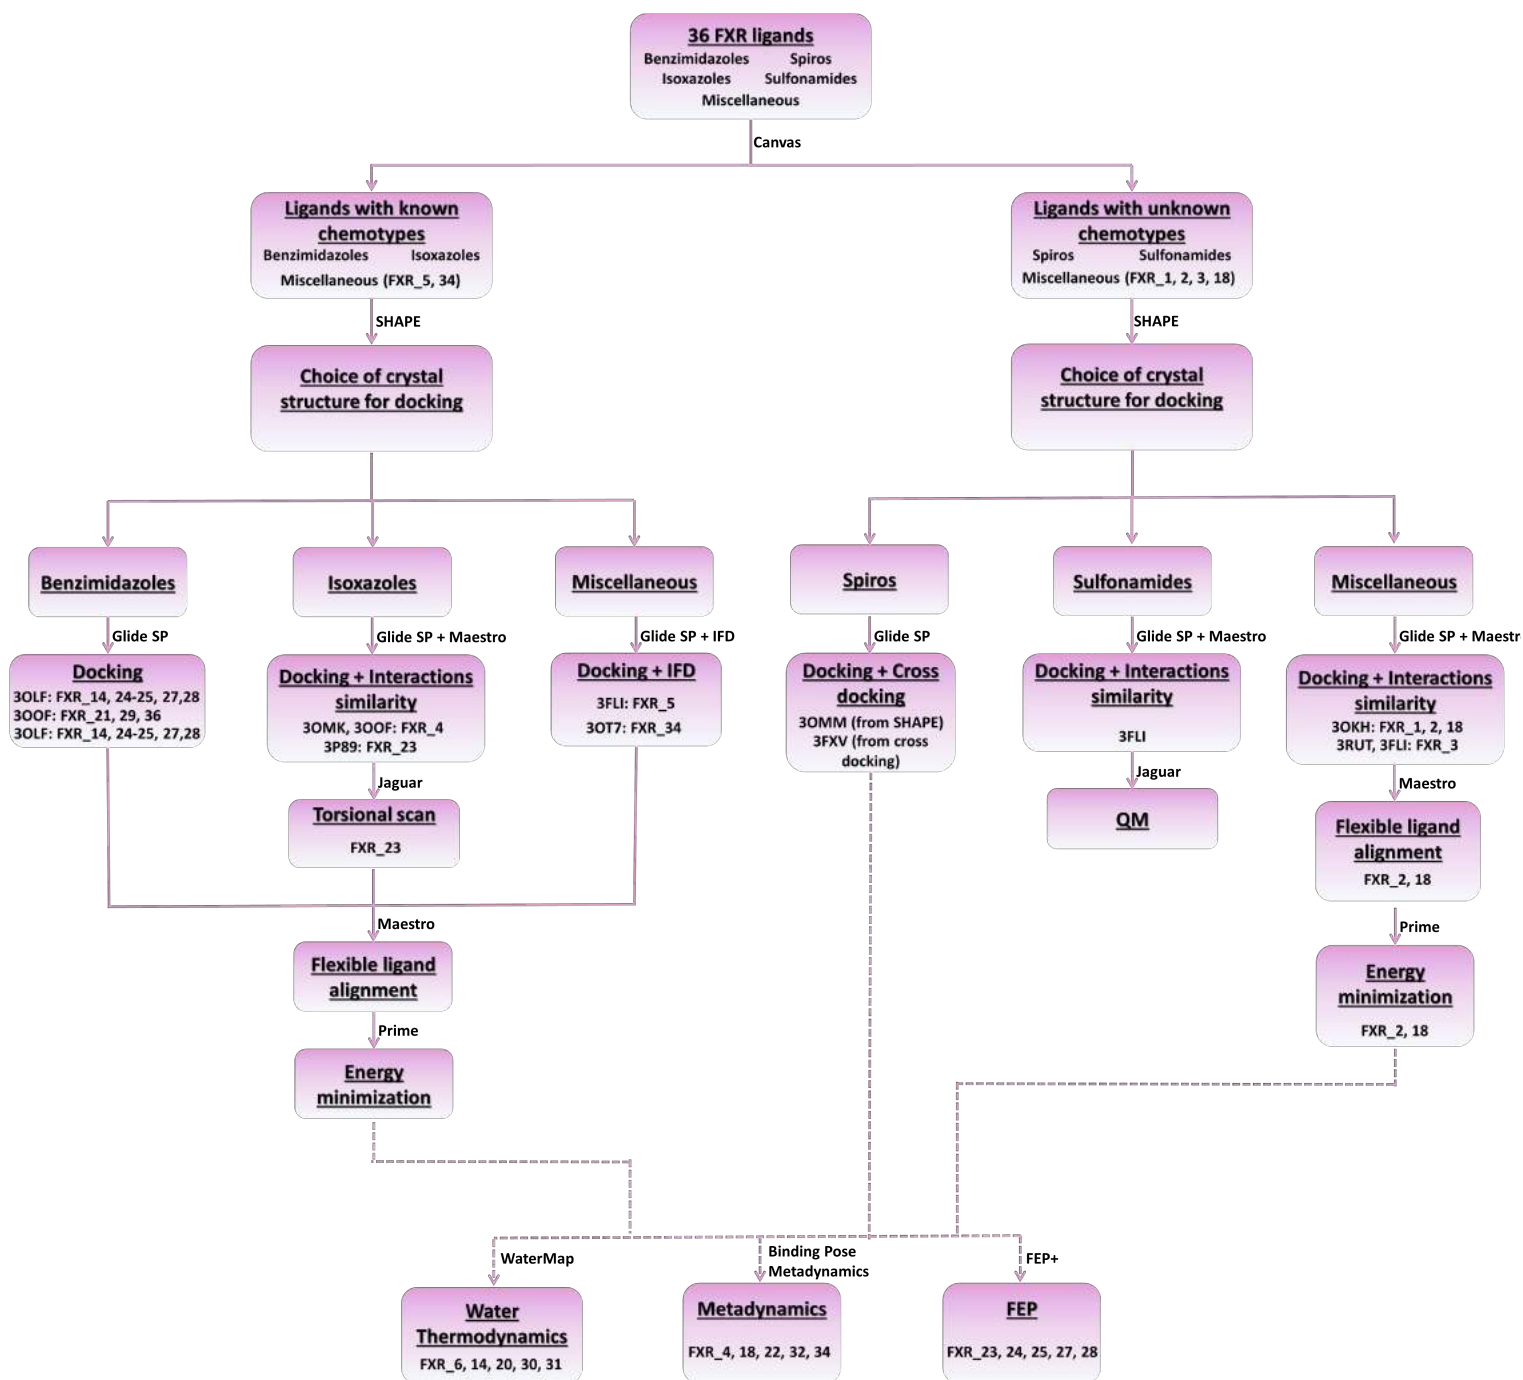 36 FXR ligands
Benzimidazoles Spiros
Isoxazoles Sulfonamides
Miscellaneous
Canvas
Ligands with known
chemotypes
Benzimidazoles Isoxazoles
Miscellaneous (FXR_5, 34)
Ligands with unknown
chemotypes
Spiros Sulfonamides
Miscellaneous (FXR_1, 2, 3, 18)
SHAPE
SHAPE
Choice of crystal
structure for docking
Choice of crystal
structure for docking
Benzimidazoles
Isoxazoles
Miscellaneous
Spiros
Sulfonamides
Miscellaneous
Glide SP
Glide SP + Maestro
Glide SP + IFD
Glide SP
Glide SP + Maestro
Glide SP + Maestr
Docking
3OLF: FXR_14, 24-25, 27,28
3OOF: FXR_21, 29, 36
3OLF: FXR_14, 24-25, 27,28
Docking + Interactions
similarity
3OMK, 3OOF: FXR_4
3P89: FXR_23
Docking + IFD
3FLI: FXR_5
3OT7: FXR_34
Docking + Cross
docking
3OMM (from SHAPE)
3FXV (from cross
docking)
Docking + Interactions
similarity
3FLI
Docking + Interactions
similarity
3OKH: FXR_1, 2, 18
3RUT, 3FLI: FXR_3
Jaguar
Jaguar
Maestro
Torsional scan
FXR_23
QM
Flexible ligand
alignment
FXR_2, 18
Maestro
Prime
Flexible ligand
alignment
Energy
minimization
FXR_2, 18
Prime
Energy
minimization
WaterMap
Binding Pose
Metadynamics
FEP+
Water
Thermodynamics
FXR_6, 14, 20, 30, 31
Metadynamics
FXR_4, 18, 22, 32, 34
FEP
FXR_23, 24, 25, 27, 28